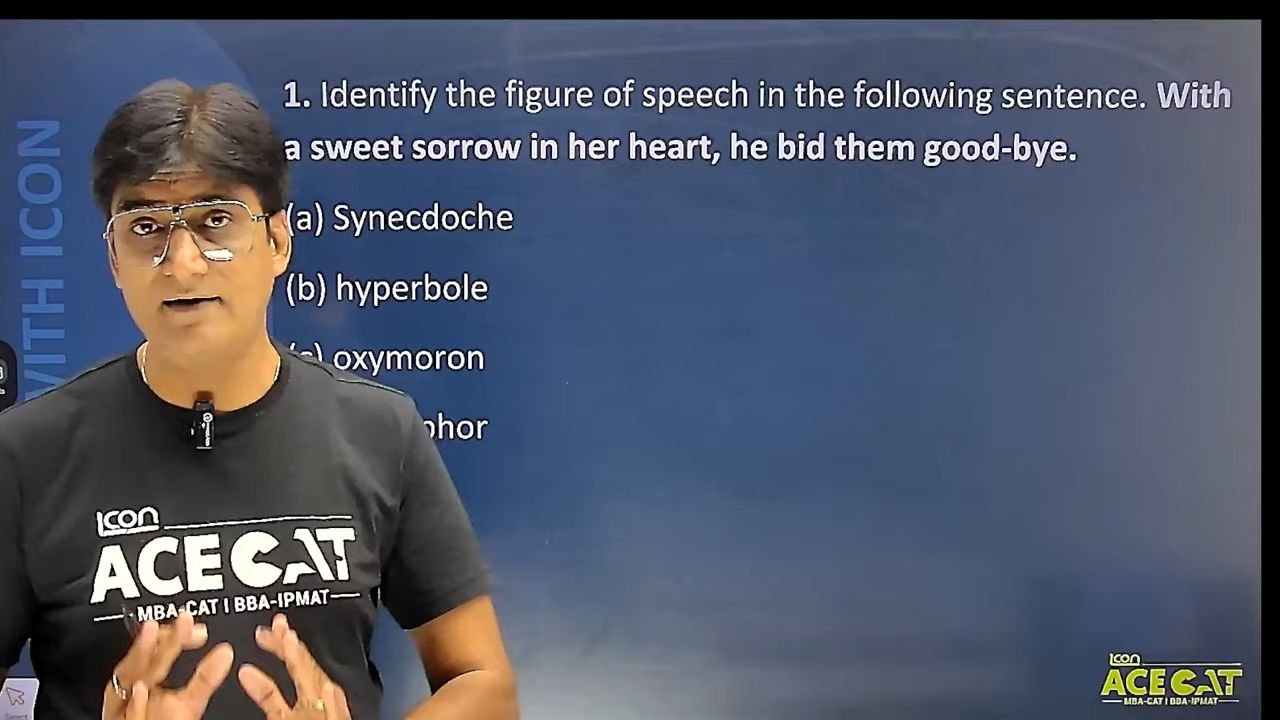 1. Identify the figure of speech in the following sentence. With
a sweet sorrow in her heart, he bid them good-bye.
(a) Synecdoche
(b) hyperbole
(c) oxymoron
phor
WITH ICON
Icon
ACE CAT
MBA-CAT | BBA-IPMAT
Icon
ACE CAT
MBA-CAT | BBA-IPMAT
Select